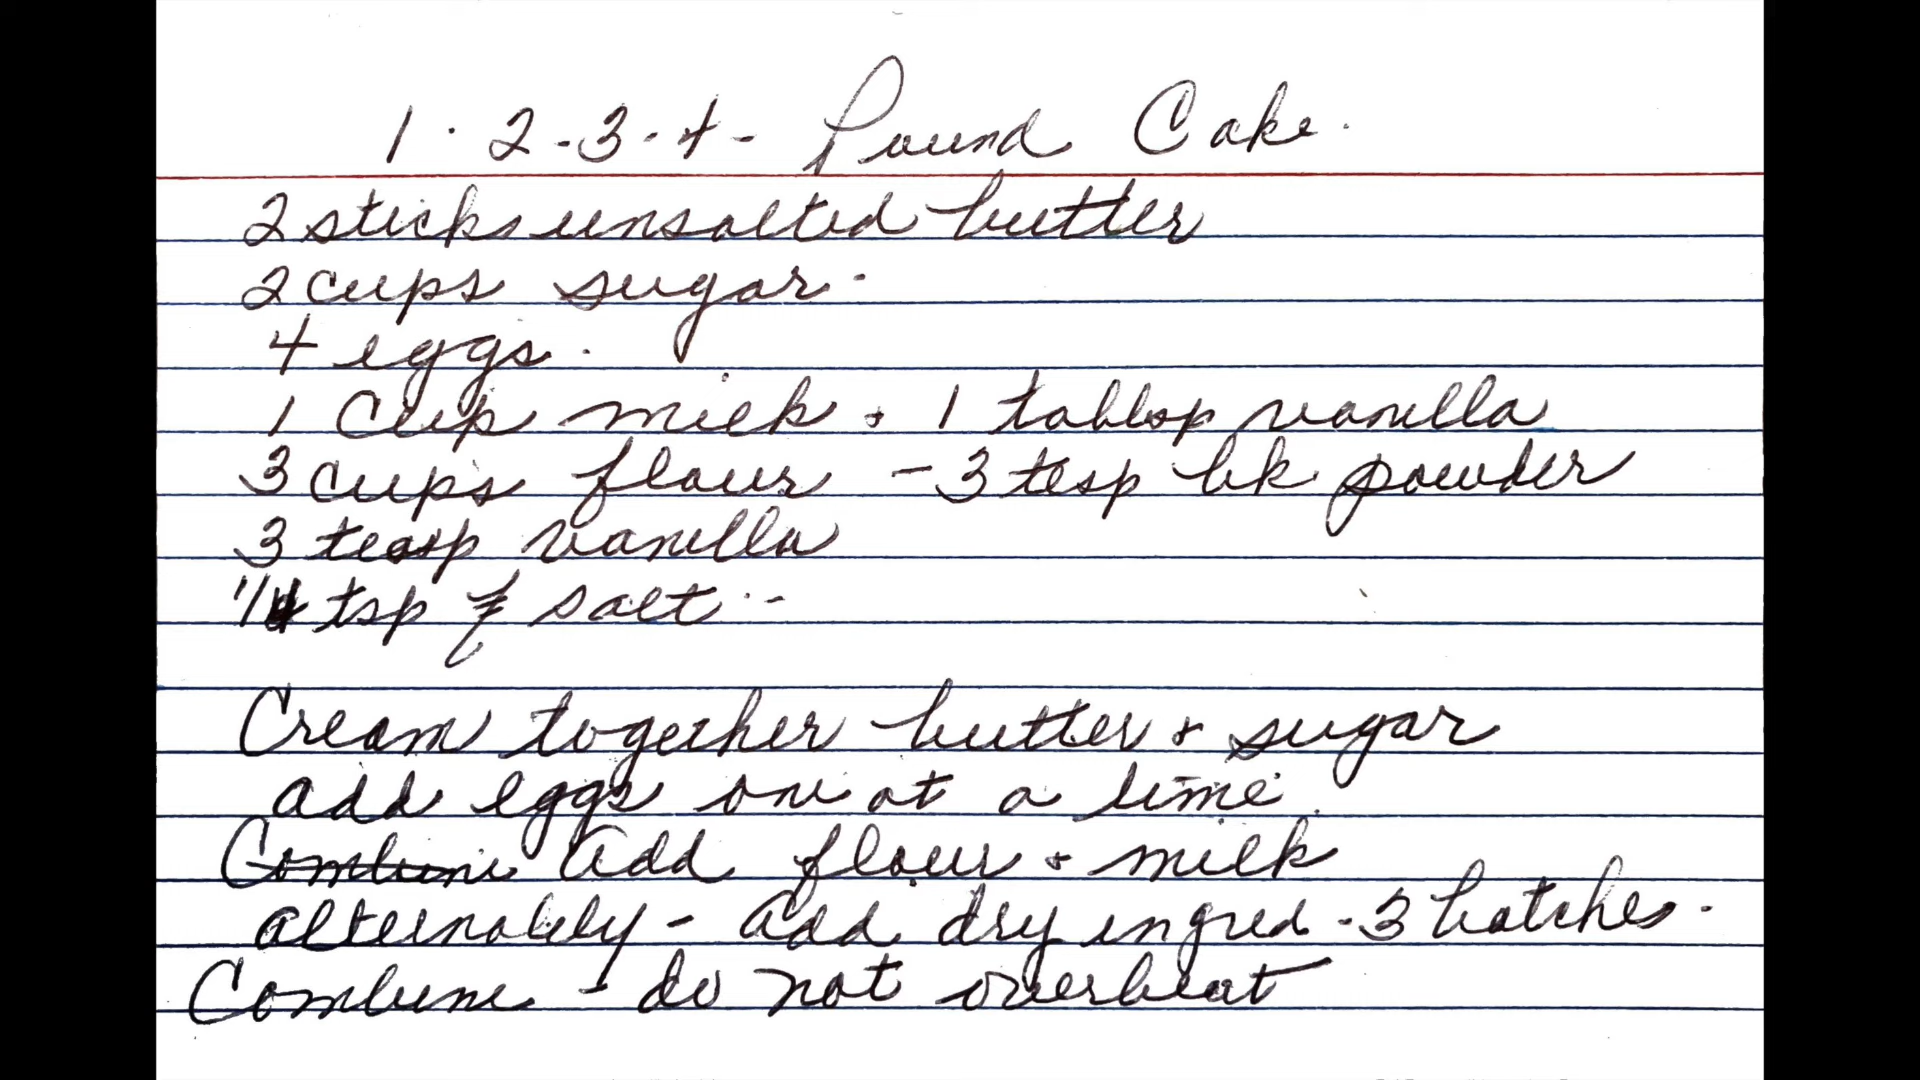 1 · 2 - 3 - 4 - Pound Cake.
2 sticks unsalted butter
2 cups sugar.
4 eggs.
1 cup milk + 1 tablsp vanilla
3 cups flour - 3 tesp bk powder
3 teasp vanilla
1/4 tsp salt
Cream together butter + sugar
add eggs one at a time.
Combine add flour + milk
alternately - add dry ingred - 3 batches.
Combine - do not overbeat